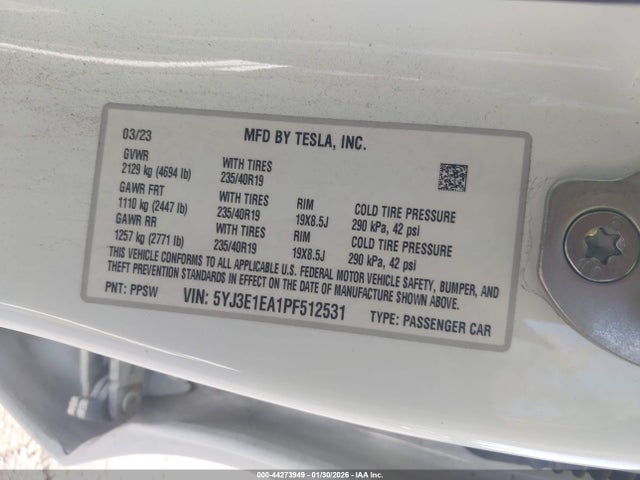 03/23 MFD BY TESLA, INC.
GVWR WITH TIRES
2129 kg (4694 lb) 235/40R19
GAWR FRT WITH TIRES RIM COLD TIRE PRESSURE
1110 kg (2447 lb) 235/40R19 19X8.5J 290 kPa, 42 psi
GAWR RR WITH TIRES RIM COLD TIRE PRESSURE
1257 kg (2771 lb) 235/40R19 19X8.5J 290 kPa, 42 psi
THIS VEHICLE CONFORMS TO ALL APPLICABLE U.S. FEDERAL MOTOR VEHICLE SAFETY, BUMPER, AND
THEFT PREVENTION STANDARDS IN EFFECT ON THE DATE OF MANUFACTURE SHOWN ABOVE.
PNT: PPSW VIN: 5YJ3E1EA1PF512531 TYPE: PASSENGER CAR
000-44273949 - 01/30/2026 - IAA Inc.